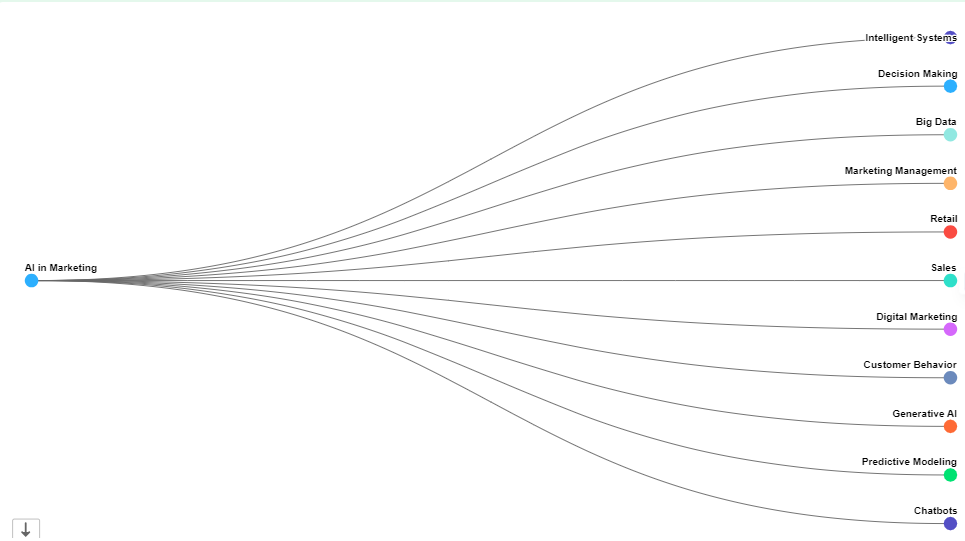 Intelligent Systems
Decision Making
Big Data
Marketing Management
Retail
AI in Marketing
Sales
Digital Marketing
Customer Behavior
Generative AI
Predictive Modeling
Chatbots